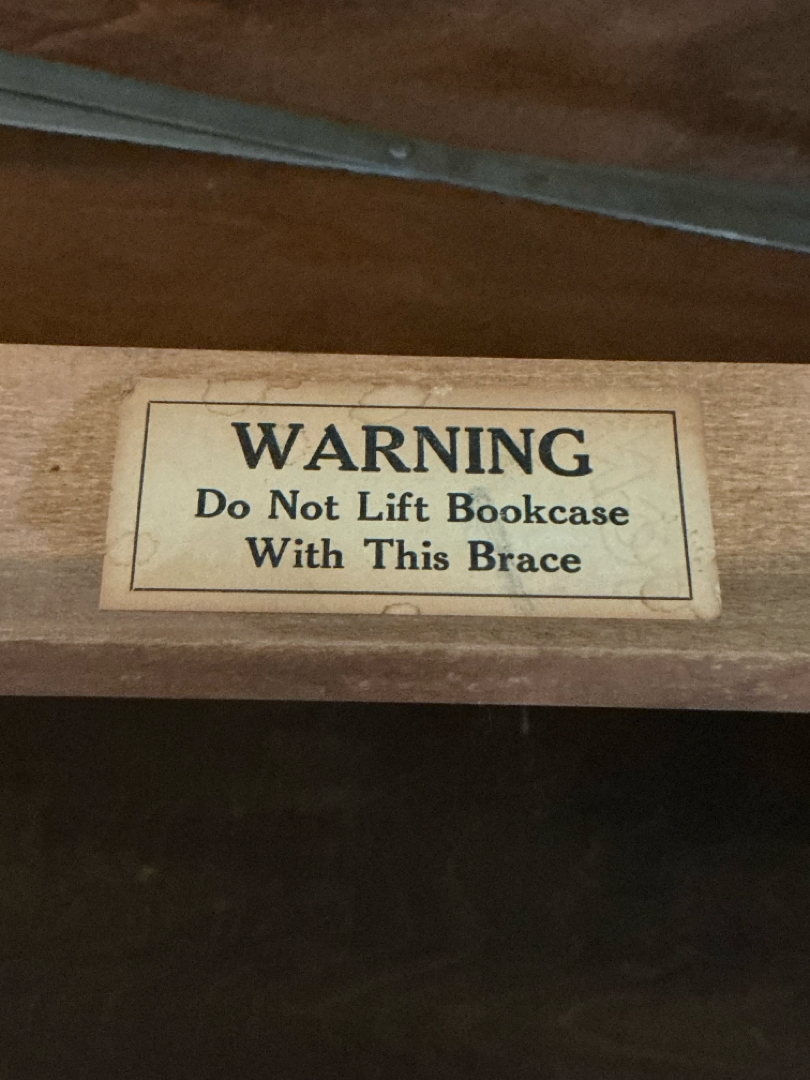 WARNING
Do Not Lift Bookcase
With This Brace